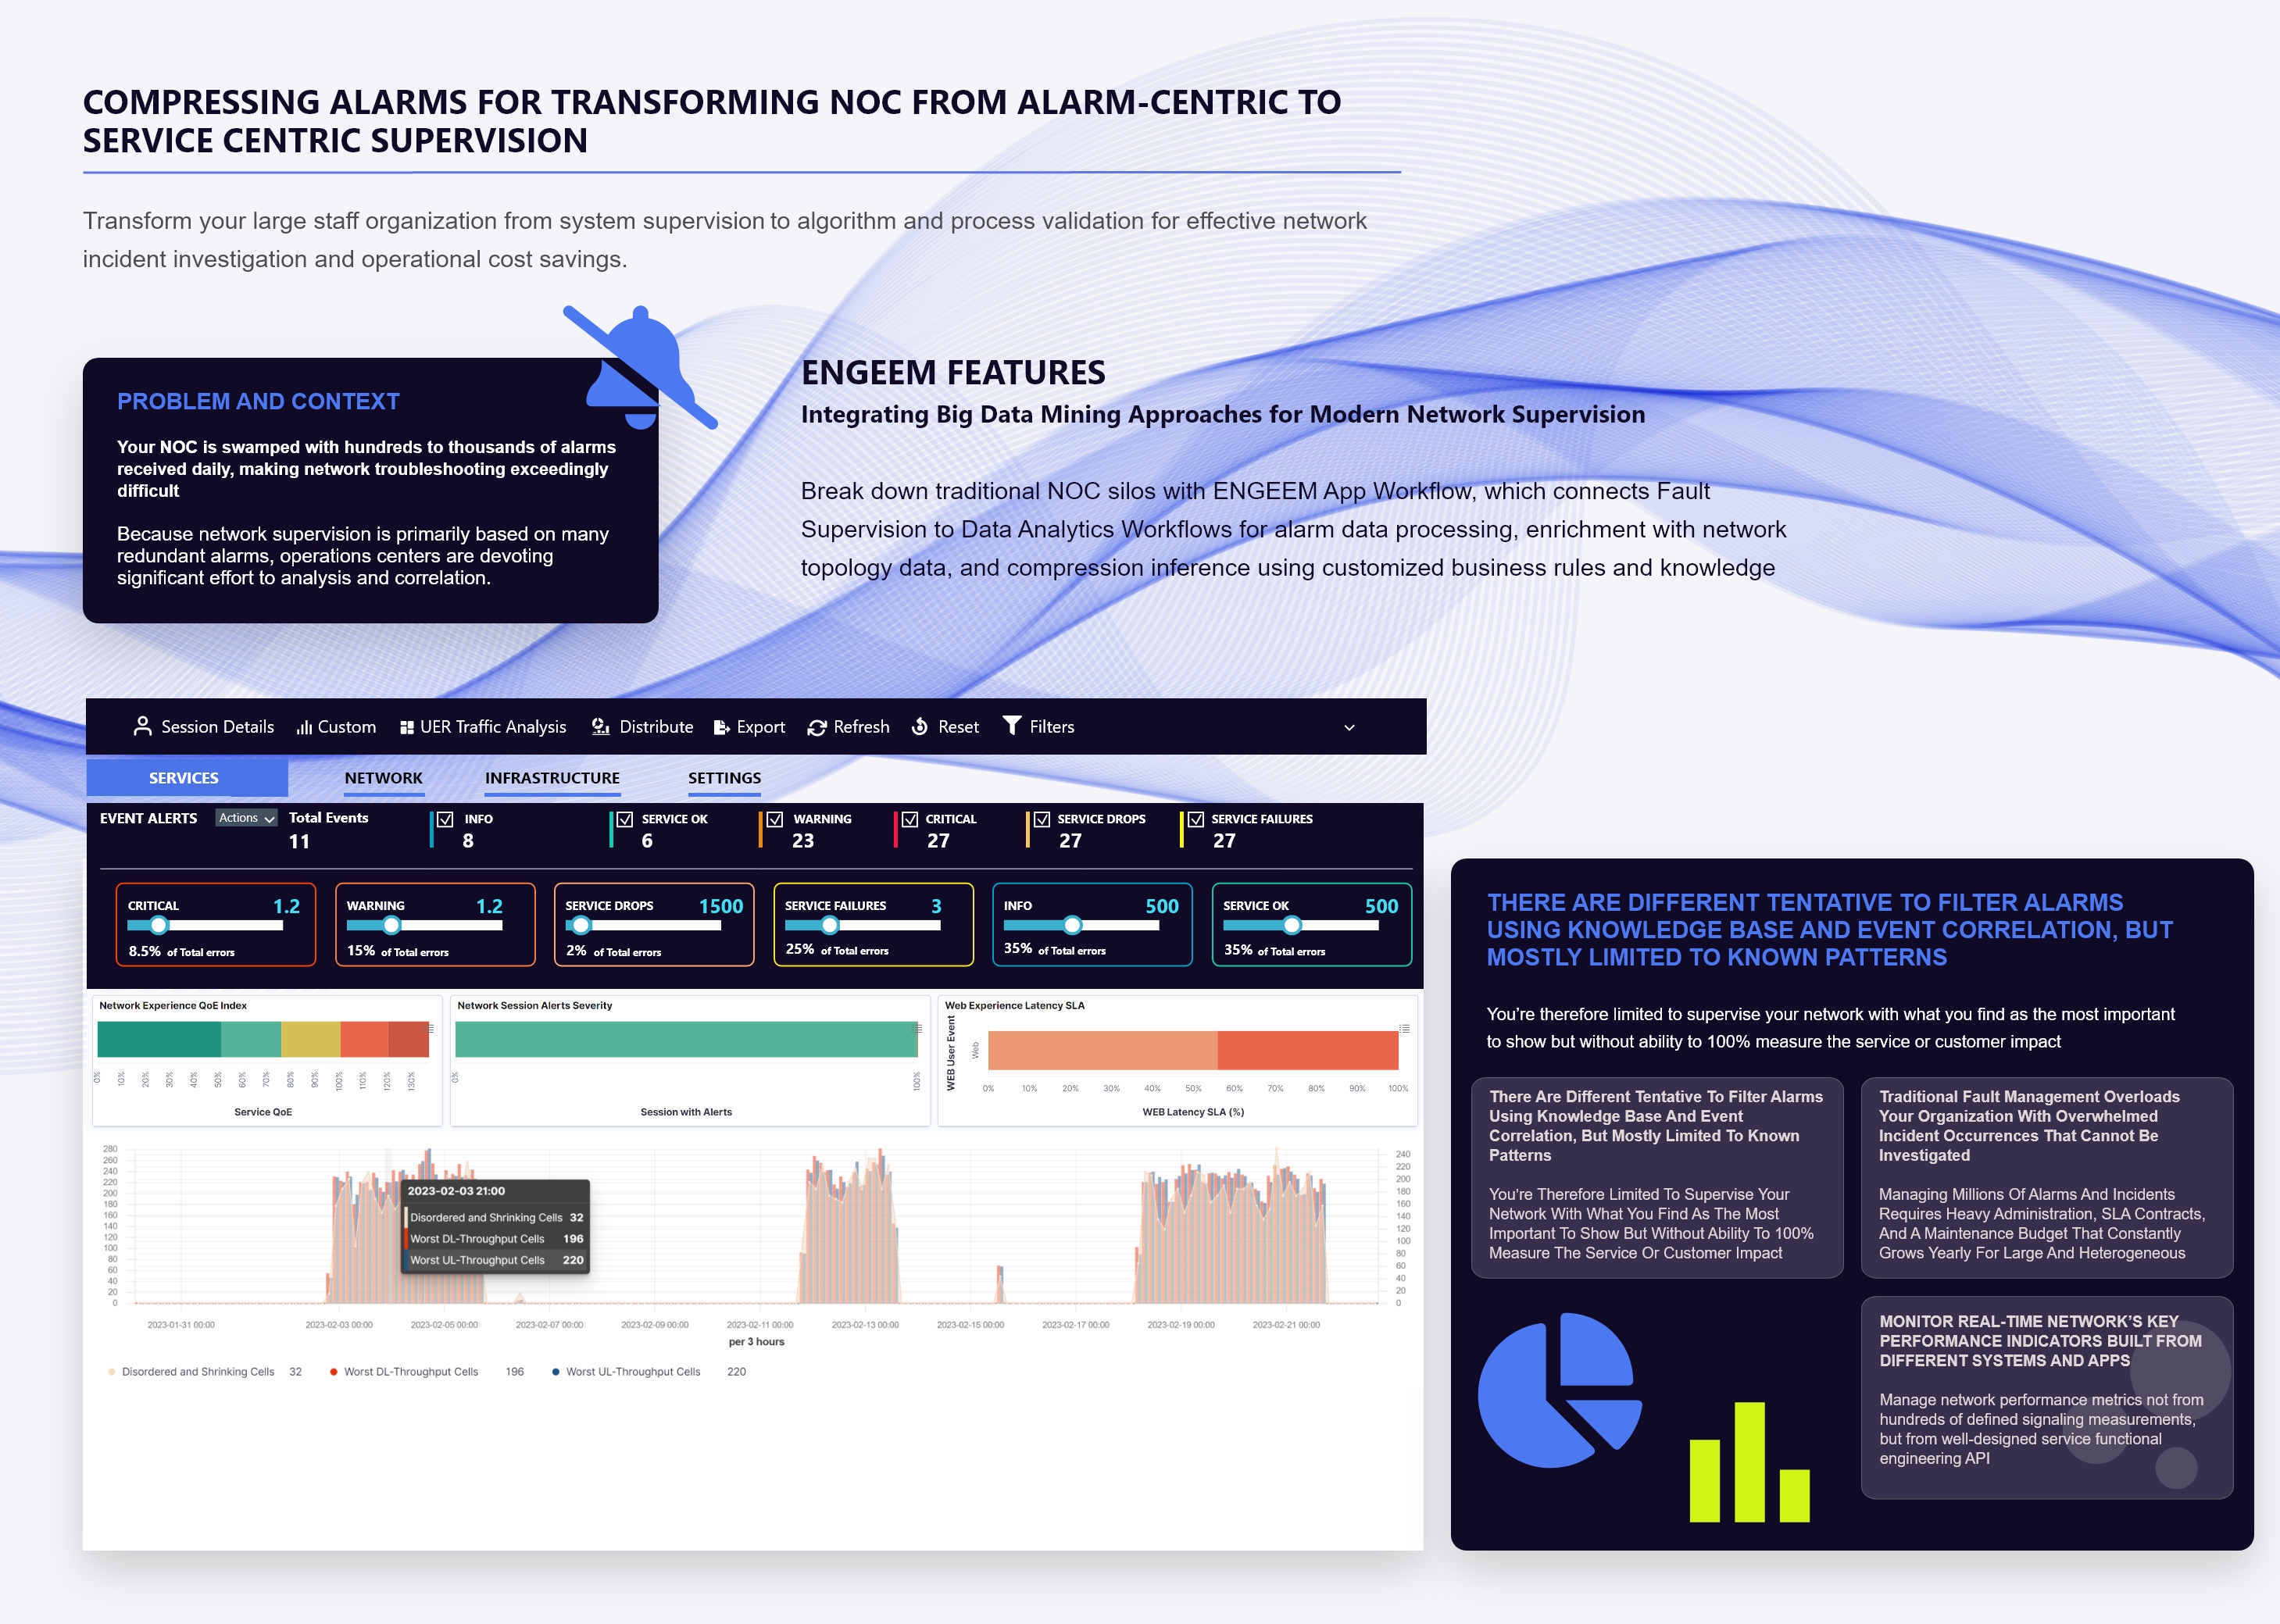 COMPRESSING ALARMS FOR TRANSFORMING NOC FROM ALARM-CENTRIC TO
SERVICE CENTRIC SUPERVISION
Transform your large staff organization from system supervision to algorithm and process validation for effective network
incident investigation and operational cost savings.
PROBLEM AND CONTEXT
Your NOC is swamped with hundreds to thousands of alarms
received daily, making network troubleshooting exceedingly
difficult
Because network supervision is primarily based on many
redundant alarms, operations centers are devoting
significant effort to analysis and correlation.
ENGEEM FEATURES
Integrating Big Data Mining Approaches for Modern Network Supervision
Break down traditional NOC silos with ENGEEM App Workflow, which connects Fault
Supervision to Data Analytics Workflows for alarm data processing, enrichment with network
topology data, and compression inference using customized business rules and knowledge
Session Details Custom UER Traffic Analysis Distribute Export Refresh Reset Filters
SERVICES NETWORK INFRASTRUCTURE SETTINGS
EVENT ALERTS Actions Total Events INFO SERVICE OK WARNING CRITICAL SERVICE DROPS SERVICE FAILURES
11 8 6 23 27 27 27
CRITICAL 1.2 WARNING 1.2 SERVICE DROPS 1500 SERVICE FAILURES 3 INFO 500 SERVICE OK 500
8.5% of Total errors 15% of Total errors 2% of Total errors 25% of Total errors 35% of Total errors 35% of Total errors
Network Experience QoE Index
0% 10% 20% 30% 40% 50% 60% 70% 80% 90% 100% 110% 120% 130%
Service QoE
Network Session Alerts Severity
0% 100%
Session with Alerts
Web Experience Latency SLA
WEB User Event
Web
0% 10% 20% 30% 40% 50% 60% 70% 80% 90% 100%
WEB Latency SLA (%)
280
260
240
220
200
180
160
140
120
100
80
60
40
20
0
240
220
200
180
160
140
120
100
80
60
40
20
0
2023-02-03 21:00
Disordered and Shrinking Cells 32
Worst DL-Throughput Cells 196
Worst UL-Throughput Cells 220
2023-01-31 00:00 2023-02-03 00:00 2023-02-05 00:00 2023-02-07 00:00 2023-02-09 00:00 2023-02-11 00:00 2023-02-13 00:00 2023-02-15 00:00 2023-02-17 00:00 2023-02-19 00:00 2023-02-21 00:00
per 3 hours
Disordered and Shrinking Cells 32 Worst DL-Throughput Cells 196 Worst UL-Throughput Cells 220
THERE ARE DIFFERENT TENTATIVE TO FILTER ALARMS
USING KNOWLEDGE BASE AND EVENT CORRELATION, BUT
MOSTLY LIMITED TO KNOWN PATTERNS
You're therefore limited to supervise your network with what you find as the most important
to show but without ability to 100% measure the service or customer impact
There Are Different Tentative To Filter Alarms
Using Knowledge Base And Event
Correlation, But Mostly Limited To Known
Patterns
You're Therefore Limited To Supervise Your
Network With What You Find As The Most
Important To Show But Without Ability To 100%
Measure The Service Or Customer Impact
Traditional Fault Management Overloads
Your Organization With Overwhelmed
Incident Occurrences That Cannot Be
Investigated
Managing Millions Of Alarms And Incidents
Requires Heavy Administration, SLA Contracts,
And A Maintenance Budget That Constantly
Grows Yearly For Large And Heterogeneous
MONITOR REAL-TIME NETWORK'S KEY
PERFORMANCE INDICATORS BUILT FROM
DIFFERENT SYSTEMS AND APPS
Manage network performance metrics not from
hundreds of defined signaling measurements,
but from well-designed service functional
engineering API